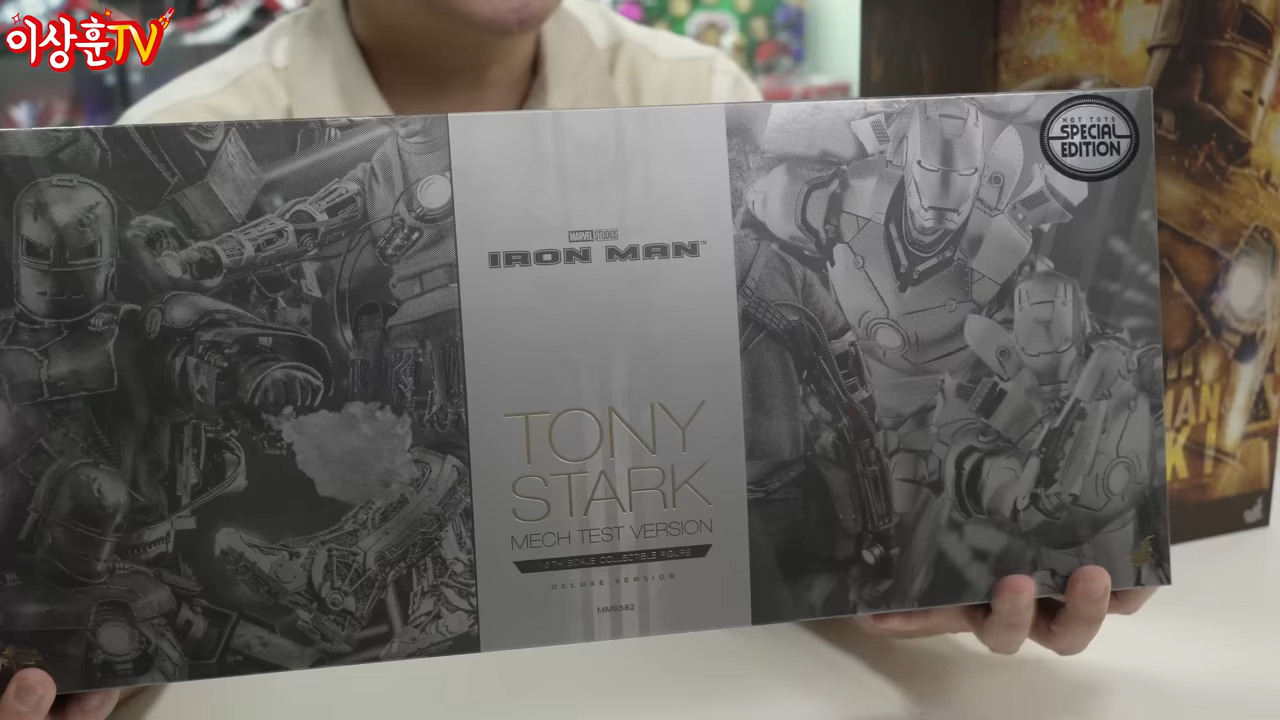 이상훈TV
HOT TOYS
SPECIAL
EDITION
MARVEL STUDIOS
IRON MAN™
TONY
STARK
MECH TEST VERSION
1/6TH SCALE COLLECTIBLE FIGURE
DELUXE VERSION
MMS582